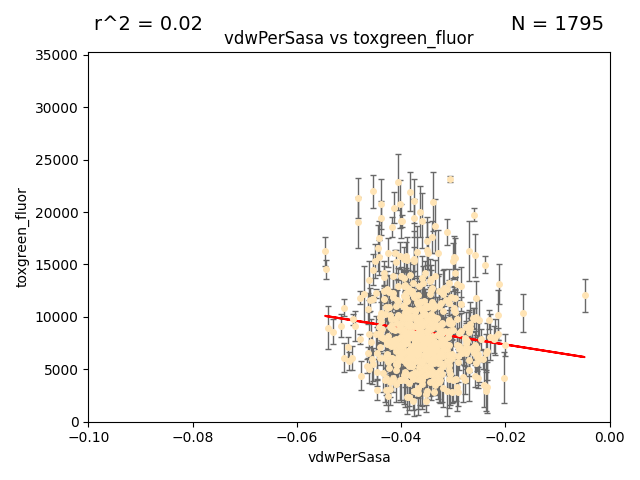 r^2 = 0.02
N = 1795
vdwPerSasa vs toxgreen_fluor
35000
30000
25000
20000
15000
10000
5000
0
toxgreen_fluor
−0.10
−0.08
−0.06
−0.04
−0.02
0.00
vdwPerSasa